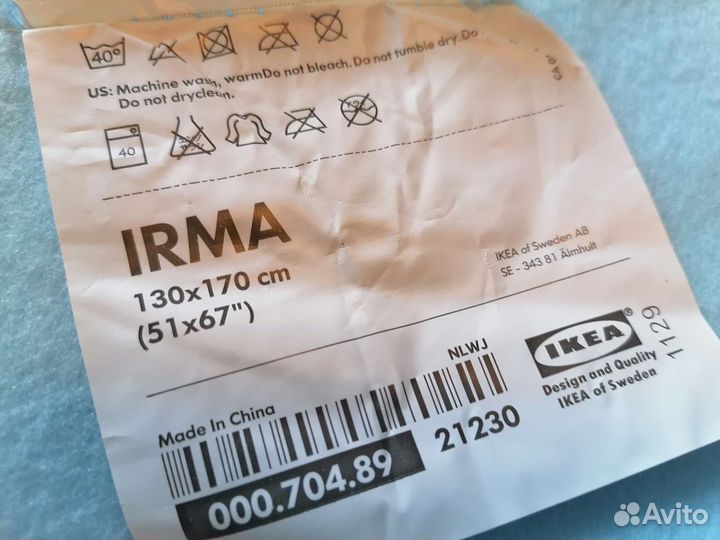 40°
US: Machine wash, warmDo not bleach. Do not tumble dry. Do
Do not dryclean.
40
IRMA
130x170 cm
(51x67")
IKEA of Sweden AB
SE - 343 81 Älmhult
NLWJ
Made In China
21230
000.704.89
IKEA
®
Design and Quality
IKEA of Sweden
1129
Avito